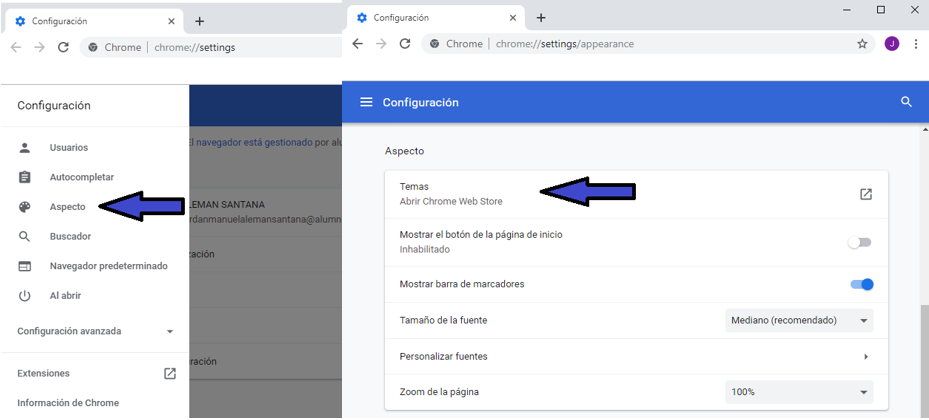 Configuración
Chrome | chrome://settings
Configuración
Usuarios
Autocompletar
Aspecto
Buscador
Navegador predeterminado
Al abrir
Configuración avanzada
Extensiones
Información de Chrome
El navegador está gestionado por alu
LEMAN SANTANA
rdanmanuelalemansantana@alumn
zación
ración
Configuración
Chrome | chrome://settings/appearance
J
Configuración
Aspecto
Temas
Abrir Chrome Web Store
Mostrar el botón de la página de inicio
Inhabilitado
Mostrar barra de marcadores
Tamaño de la fuente
Mediano (recomendado)
Personalizar fuentes
Zoom de la página
100%